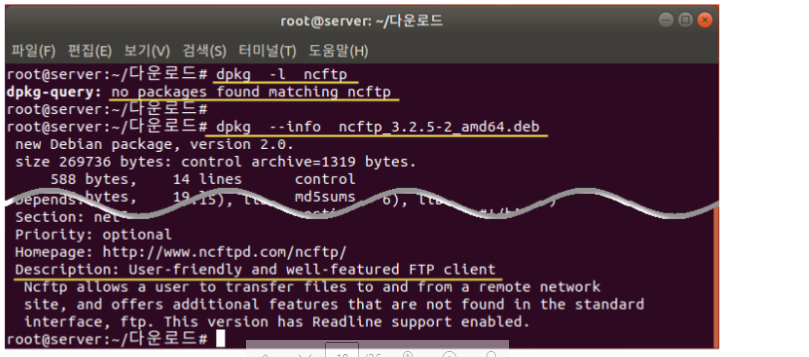 root@server: ~/다운로드
파일(F) 편집(E) 보기(V) 검색(S) 터미널(T) 도움말(H)
root@server:~/다운로드# dpkg -l ncftp
dpkg-query: no packages found matching ncftp
root@server:~/다운로드#
root@server:~/다운로드# dpkg --info ncftp_3.2.5-2_amd64.deb
new Debian package, version 2.0.
size 269736 bytes: control archive=1319 bytes.
588 bytes, 14 lines control
bytes, md5sums
Depends:
Section: net
Priority: optional
Homepage: http://www.ncftpd.com/ncftp/
Description: User-friendly and well-featured FTP client
Ncftp allows a user to transfer files to and from a remote network
site, and offers additional features that are not found in the standard
interface, ftp. This version has Readline support enabled.
root@server:~/다운로드#